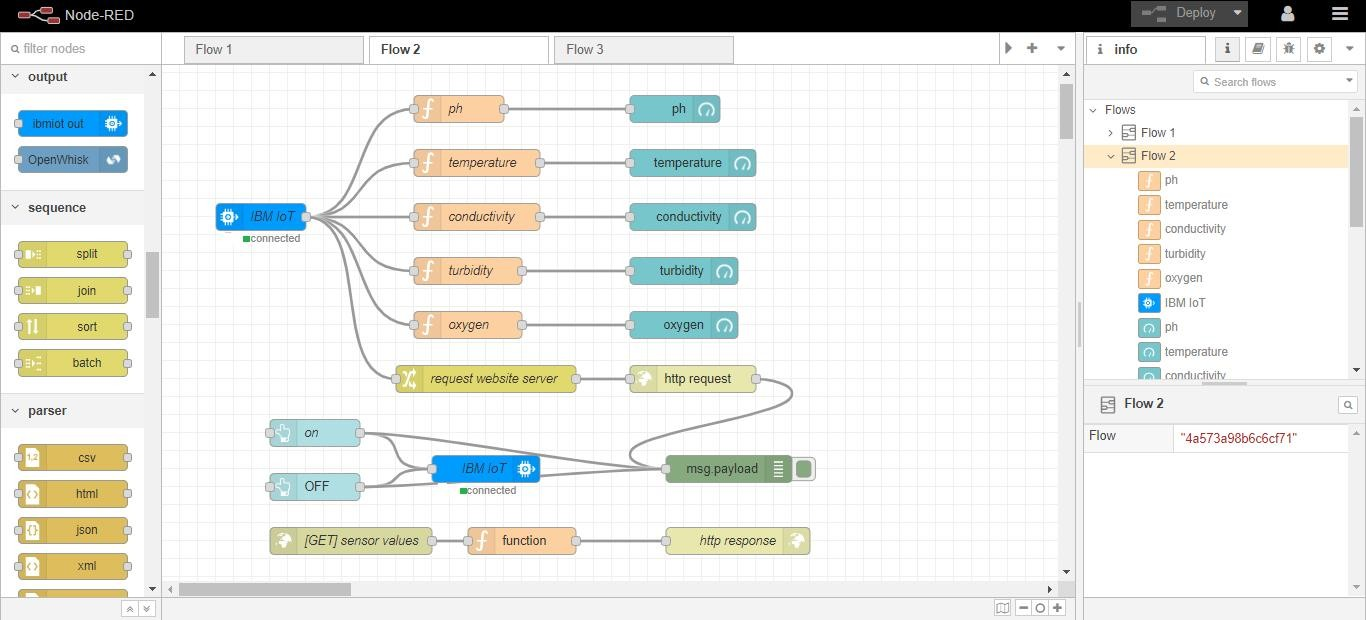 Node-RED
Deploy
filter nodes
output
ibmiot out
OpenWhisk
sequence
split
join
sort
batch
parser
csv
html
json
xml
Flow 1
Flow 2
Flow 3
ph
ph
temperature
temperature
IBM IoT
connected
conductivity
conductivity
turbidity
turbidity
oxygen
oxygen
request website server
http request
on
OFF
IBM IoT
connected
msg.payload
[GET] sensor values
function
http response
i info
i
Search flows
Flows
Flow 1
Flow 2
ph
temperature
conductivity
turbidity
oxygen
IBM IoT
ph
temperature
conductivity
Flow 2
Flow "4a573a98b6c6cf71"